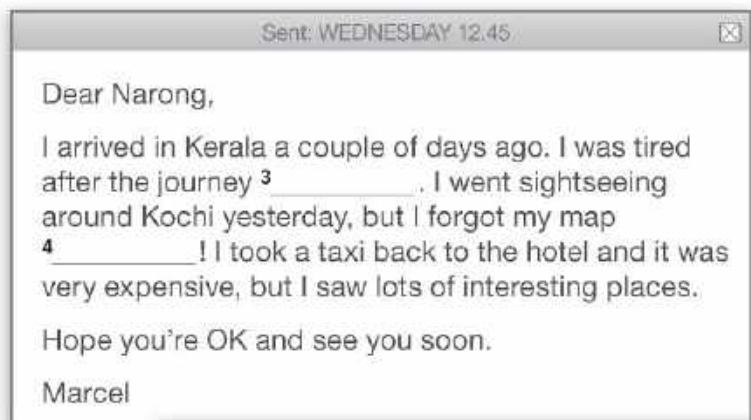 Sent: WEDNESDAY 12.45
Dear Narong,
I arrived in Kerala a couple of days ago. I was tired
after the journey 3__________. I went sightseeing
around Kochi yesterday, but I forgot my map
4__________! I took a taxi back to the hotel and it was
very expensive, but I saw lots of interesting places.
Hope you're OK and see you soon.
Marcel